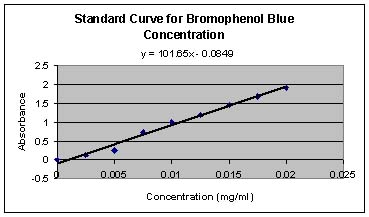 Standard Curve for Bromophenol Blue
Concentration
y = 101.65x - 0.0849
2.5
2
1.5
1
0.5
0
-0.5
0 0.005 0.01 0.015 0.02 0.025
Absorbance
Concentration (mg/ml)